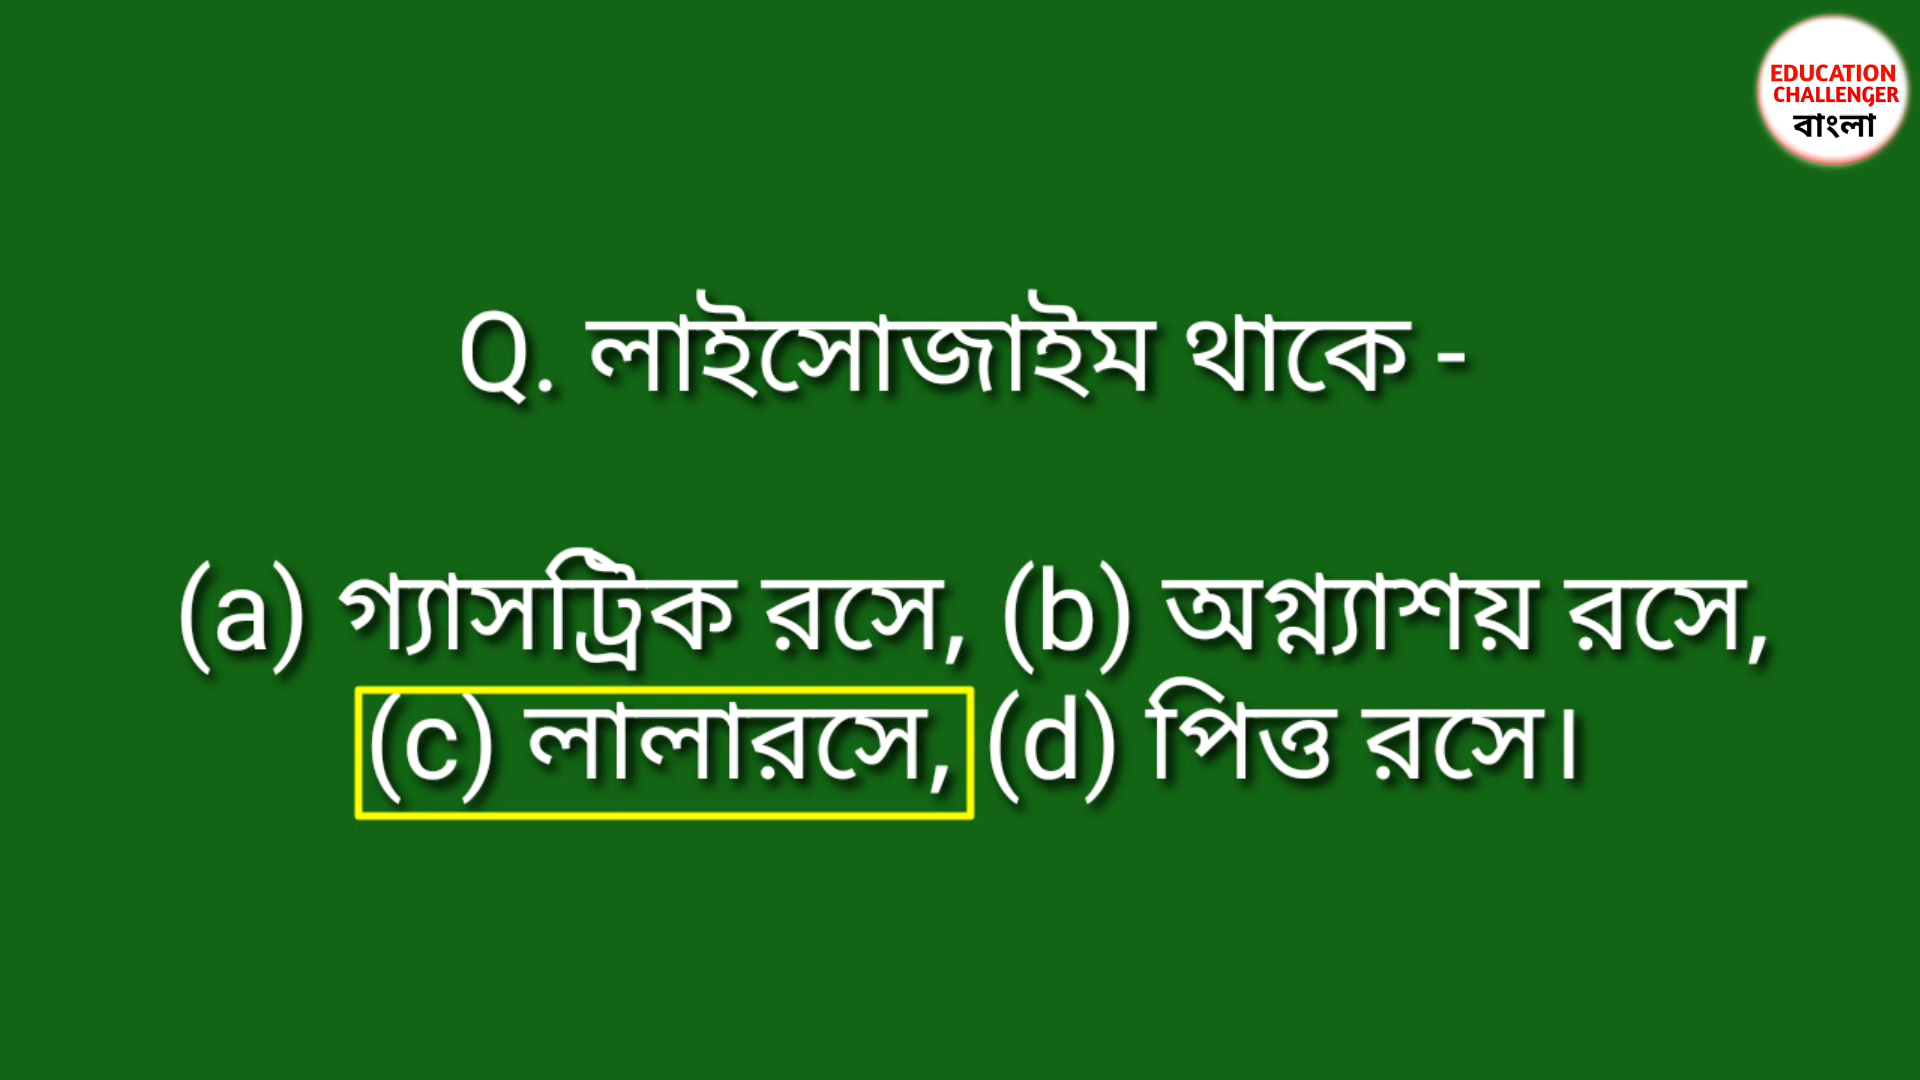 EDUCATION
CHALLENGER
বাংলা
Q. লাইসোজাইম থাকে -
(a) গ্যাসট্রিক রসে, (b) অগ্ন্যাশয় রসে,
(c) লালারসে, (d) পিত্ত রসে।